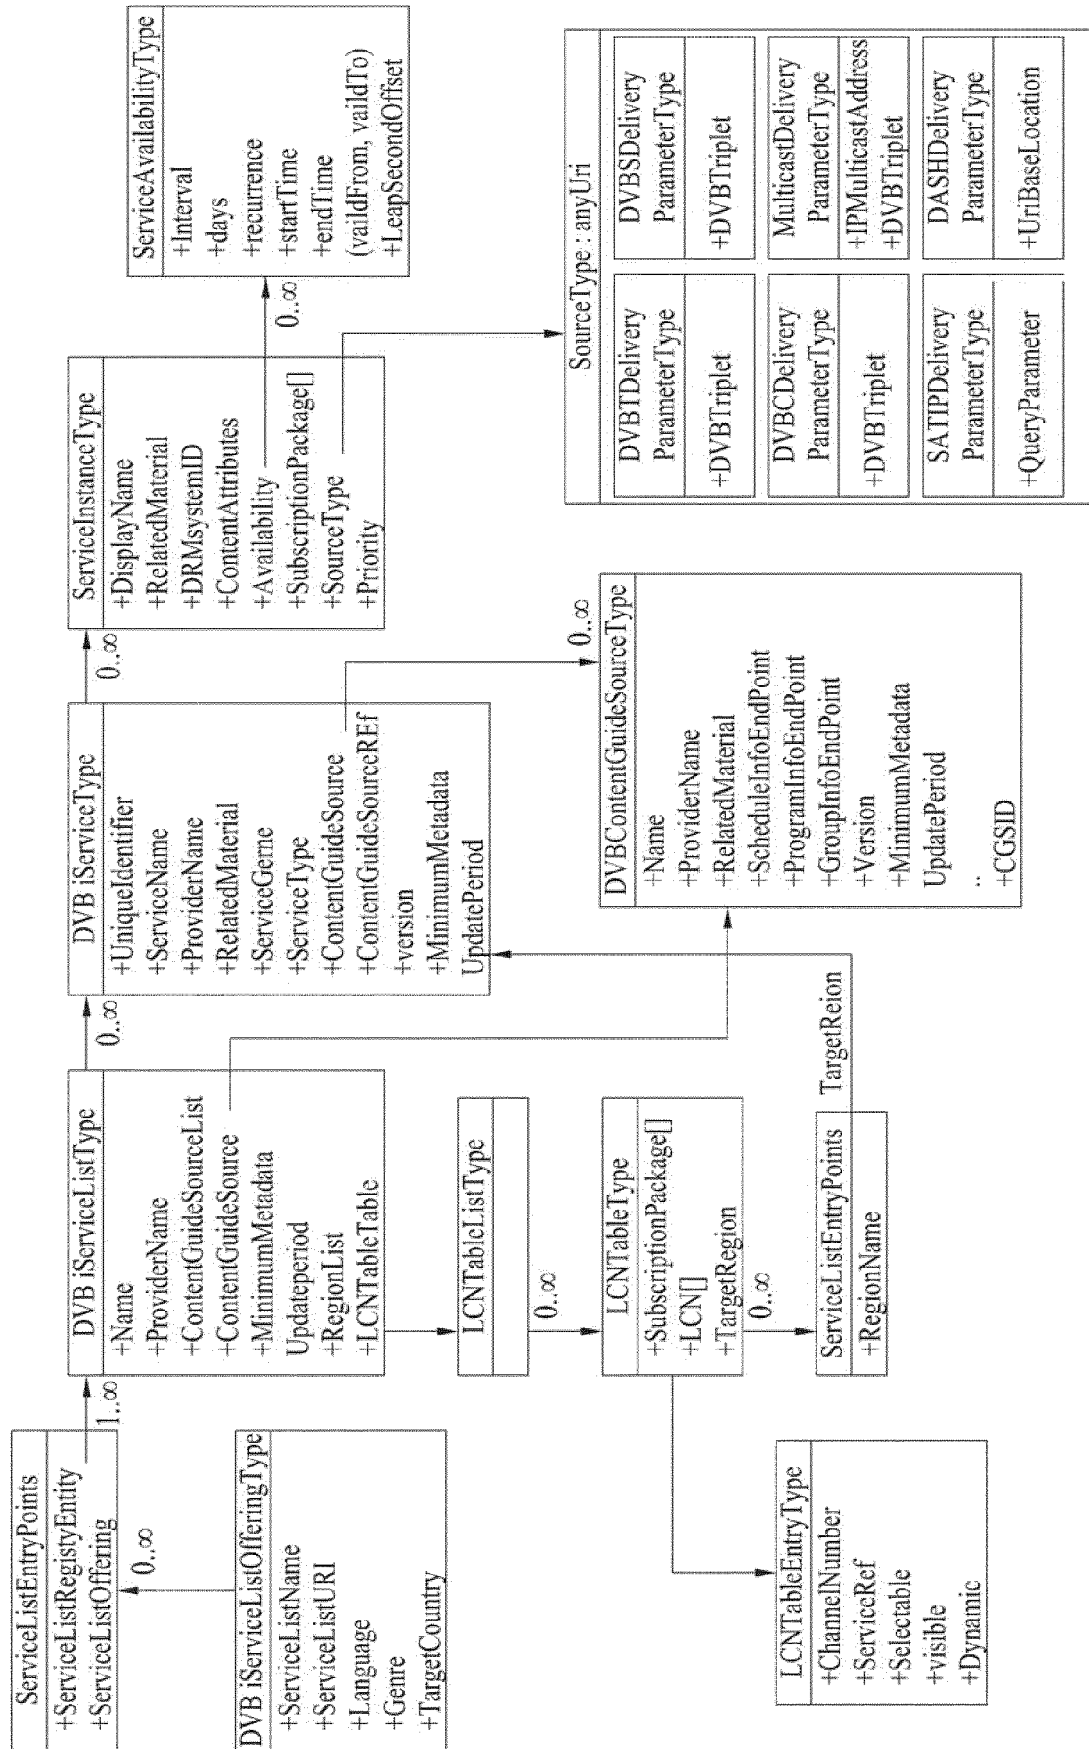 ServiceListEntryPoints
+ServiceListRegistyEntity
+ServiceListOffering
1..∞
0..∞
DVB iServiceListOfferingType
+ServiceListName
+ServiceListURI
+Language
+Genre
+TargetCountry
DVB iServiceListType
+Name
+ProviderName
+ContentGuideSourceList
+ContentGuideSource
+MinimumMetadata
Updateperiod
+RegionList
+LCNTableTable
0..∞
LCNTableListType
0..∞
LCNTableType
+SubscriptionPackage[]
+LCN[]
+TargetRegion
0..∞
ServiceListEntryPoints
+RegionName
TargetReion
LCNTableEntryType
+ChannelNumber
+ServiceRef
+Selectable
+visible
+Dynamic
DVB iServiceType
+UniqueIdentifier
+ServiceName
+ProviderName
+RelatedMaterial
+ServiceGerne
+ServiceType
+ContentGuideSource
+ContentGuideSourceREf
+version
+MinimumMetadata
UpdatePeriod
0..∞
0..∞
DVBContentGuideSourceType
+Name
+ProviderName
+RelatedMaterial
+ScheduleInfoEndPoint
+ProgramInfoEndPoint
+GroupInfoEndPoint
+Version
+MinimumMetadata
UpdatePeriod
..
+CGSID
ServiceInstanceType
+DisplayName
+RelatedMaterial
+DRMsystemID
+ContentAttributes
+Availability
+SubscriptionPackage[]
+SourceType
+Priority
0..∞
ServiceAvailabilityType
+Interval
+days
+recurrence
+startTime
+endTime
(vaildFrom, vaildTo)
+LeapSecondOffset
SourceType : anyUri
DVBTDelivery
ParameterType
+DVBTriplet
DVBSDelivery
ParameterType
+DVBTriplet
DVBCDelivery
ParameterType
+DVBTriplet
MulticastDelivery
ParameterType
+IPMulticastAddress
+DVBTriplet
SATIPDelivery
ParameterType
+QueryParameter
DASHDelivery
ParameterType
+UriBaseLocation